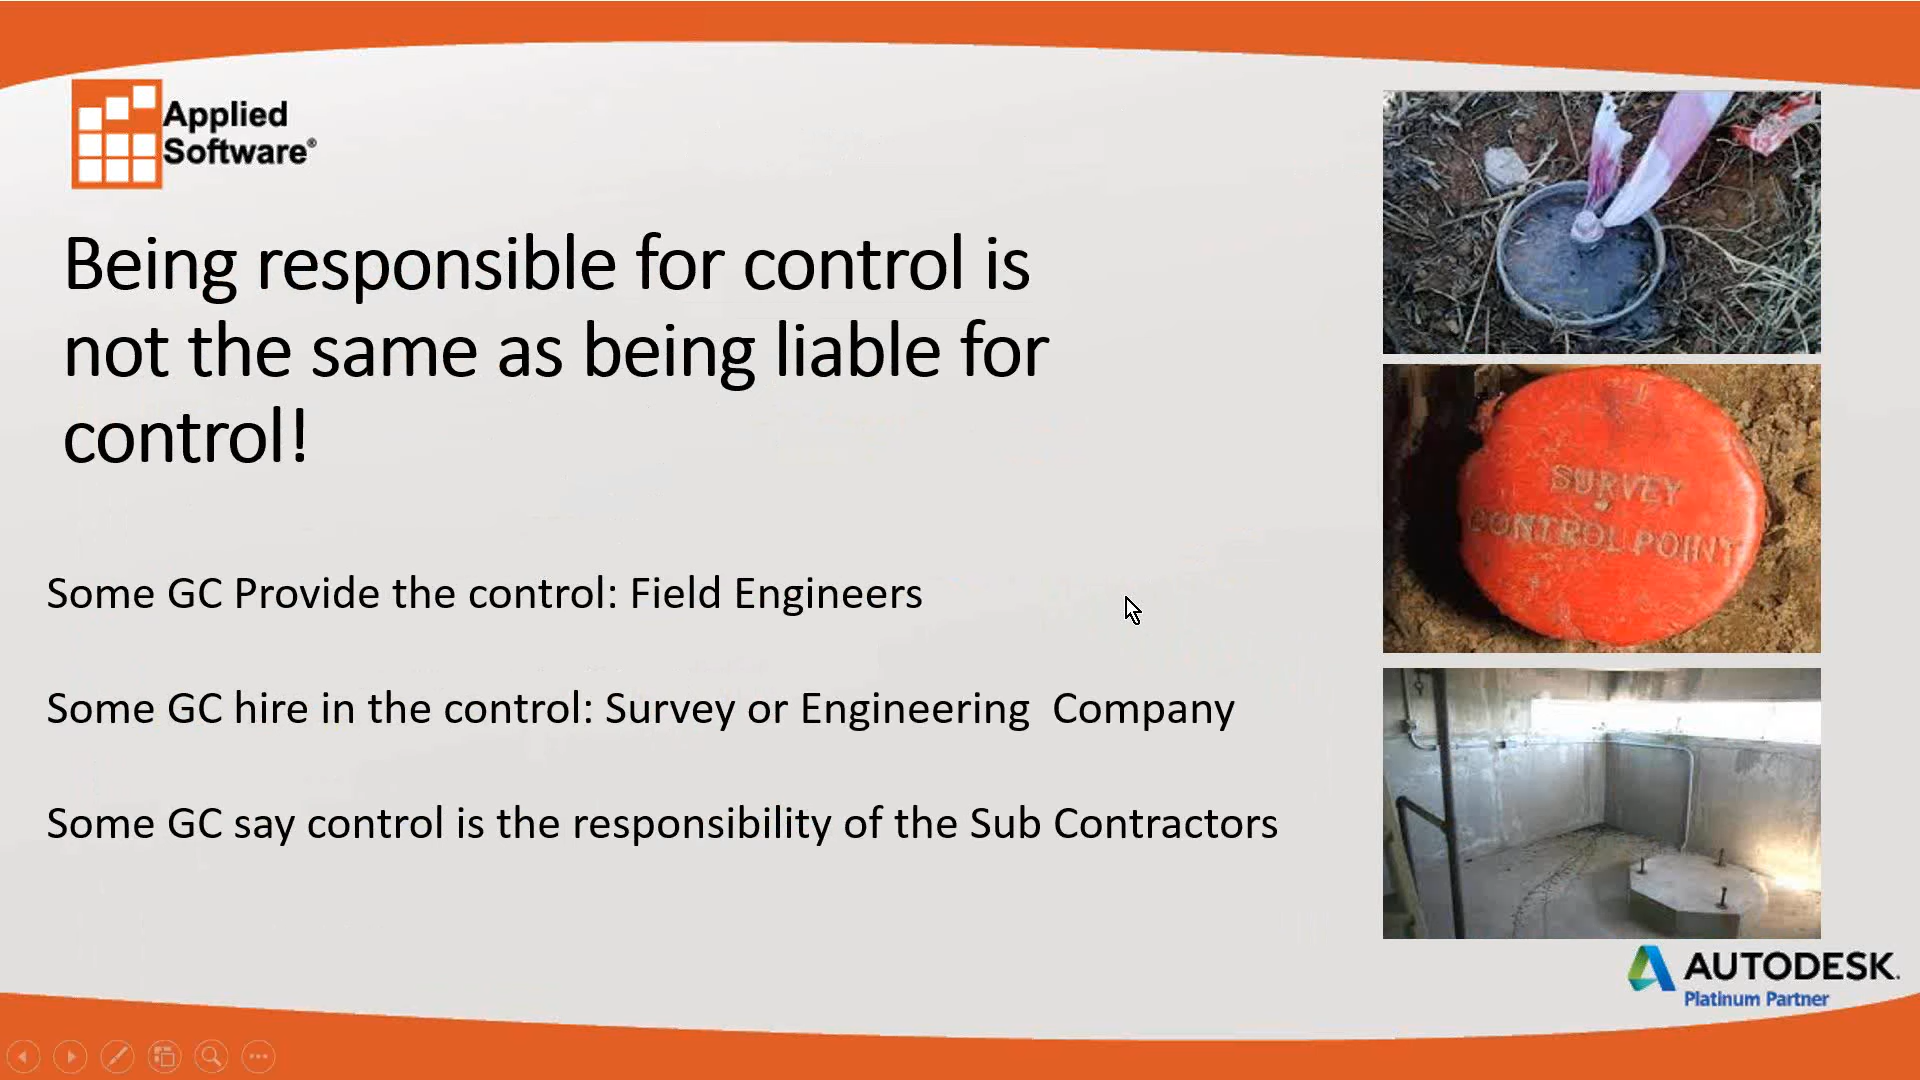 Applied
Software®
Being responsible for control is
not the same as being liable for
control!
Some GC Provide the control: Field Engineers
Some GC hire in the control: Survey or Engineering  Company
Some GC say control is the responsibility of the Sub Contractors
SURVEY
CONTROL POINT
AUTODESK.
Platinum Partner